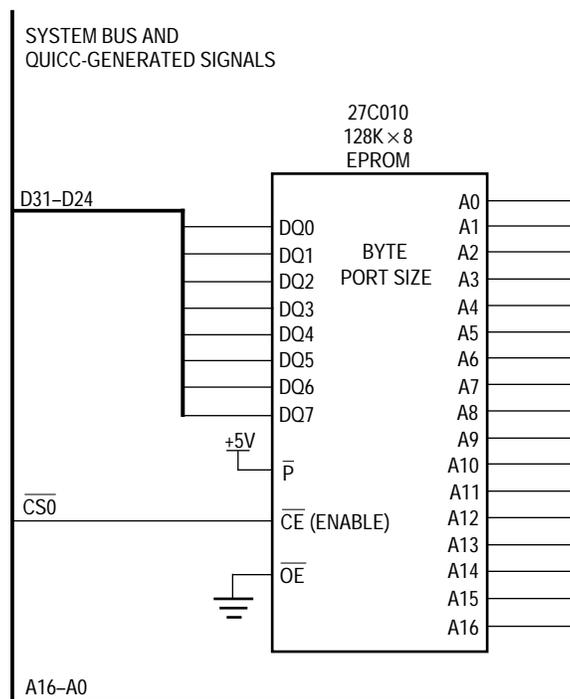 SYSTEM BUS AND
QUICC-GENERATED SIGNALS
27C010
128K × 8
EPROM
D31–D24
DQ0
DQ1
DQ2
DQ3
DQ4
DQ5
DQ6
DQ7
BYTE
PORT SIZE
A0
A1
A2
A3
A4
A5
A6
A7
A8
A9
A10
A11
A12
A13
A14
A15
A16
+5V
P
CS0
CE (ENABLE)
OE
A16–A0